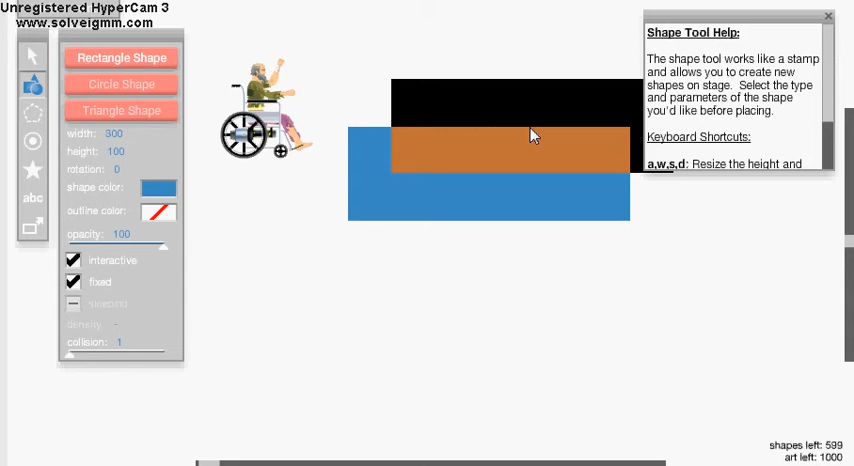 Unregistered HyperCam 3
www.solveigmm.com
Rectangle Shape
Circle Shape
Triangle Shape
width: 300
height: 100
rotation: 0
shape color:
outline color:
opacity: 100
interactive
fixed
sleeping
density: -
collision: 1
abc
Shape Tool Help:
The shape tool works like a stamp
and allows you to create new
shapes on stage. Select the type
and parameters of the shape
you'd like before placing.
Keyboard Shortcuts:
a,w,s,d: Resize the height and
shapes left: 599
art left: 1000